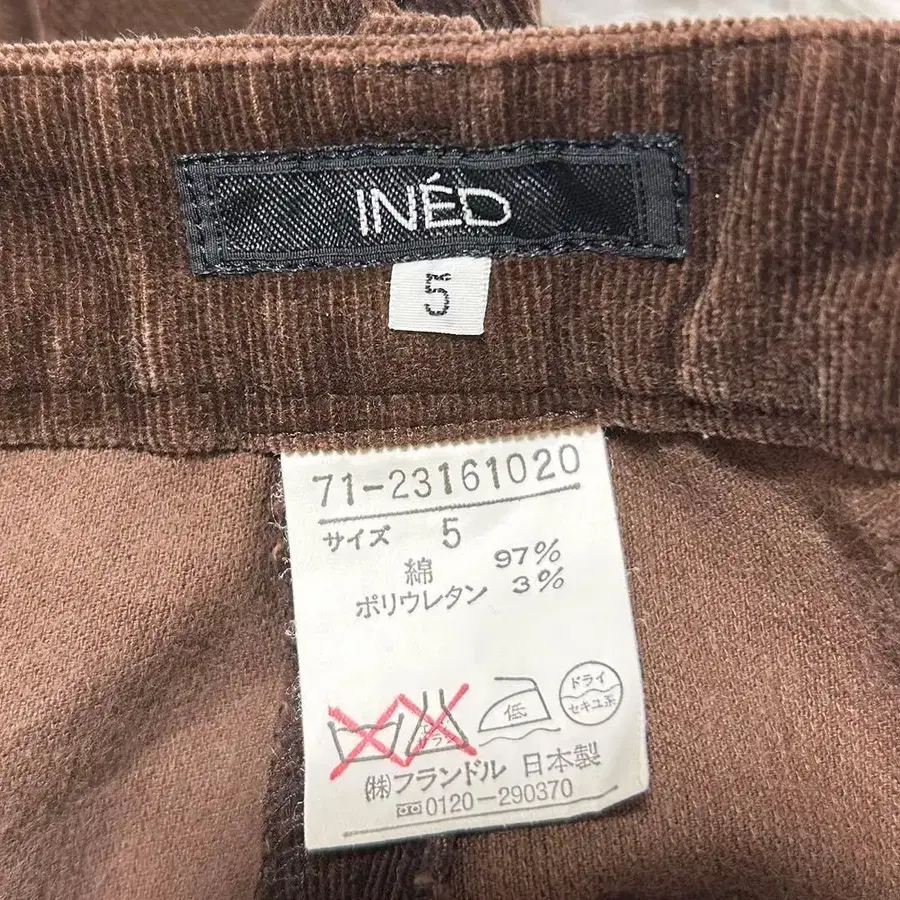 INÉD
5
71-23161020
サイズ 5
綿 97%
ポリウレタン 3%
低
ドライ
セキユ系
㈱フランドル 日本製
0120-290370